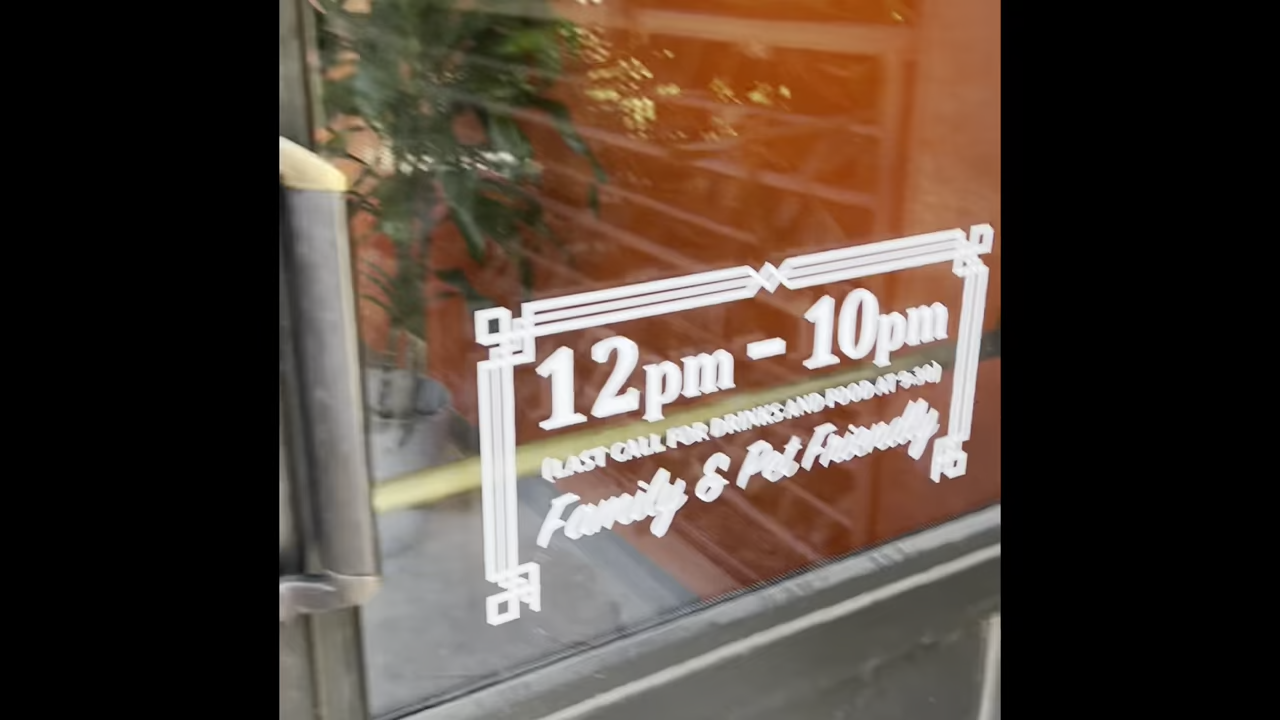 12pm - 10pm
(LAST CALL FOR DRINKS AND FOOD AT 9:30)
Family & Pet Friendly